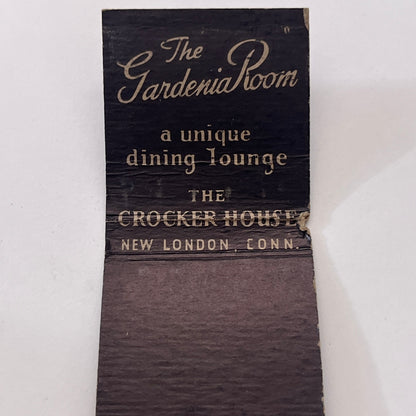 The
Gardenia Room
a unique
dining lounge
THE
CROCKER HOUSE
NEW LONDON, CONN.